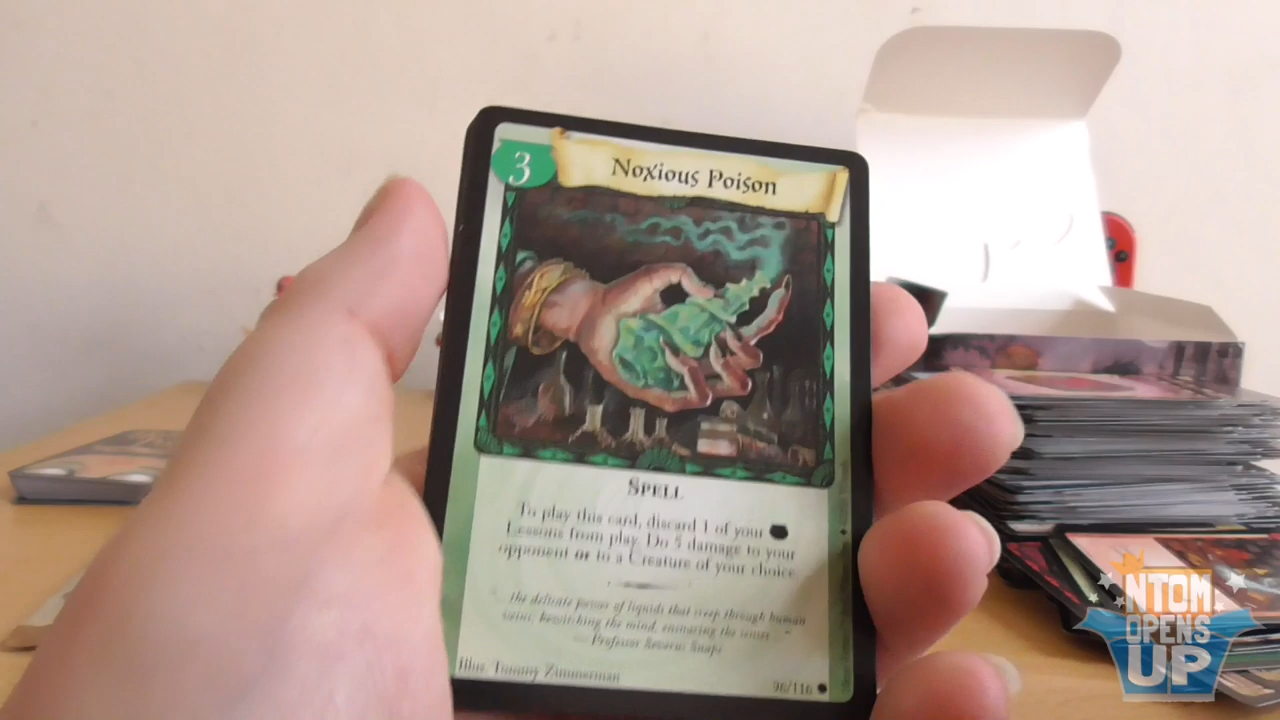 3
Noxious Poison
SPELL
To play this card, discard 1 of your
Lessons from play. Do 5 damage to your
opponent or to a Creature of your choice.
the delicate power of liquids that creep through human
veins, bewitching the mind, ensnaring the senses..."
Professor Severus Snape
Illus. Tommy Zimmerman
96/116
NTOM
OPENS
UP